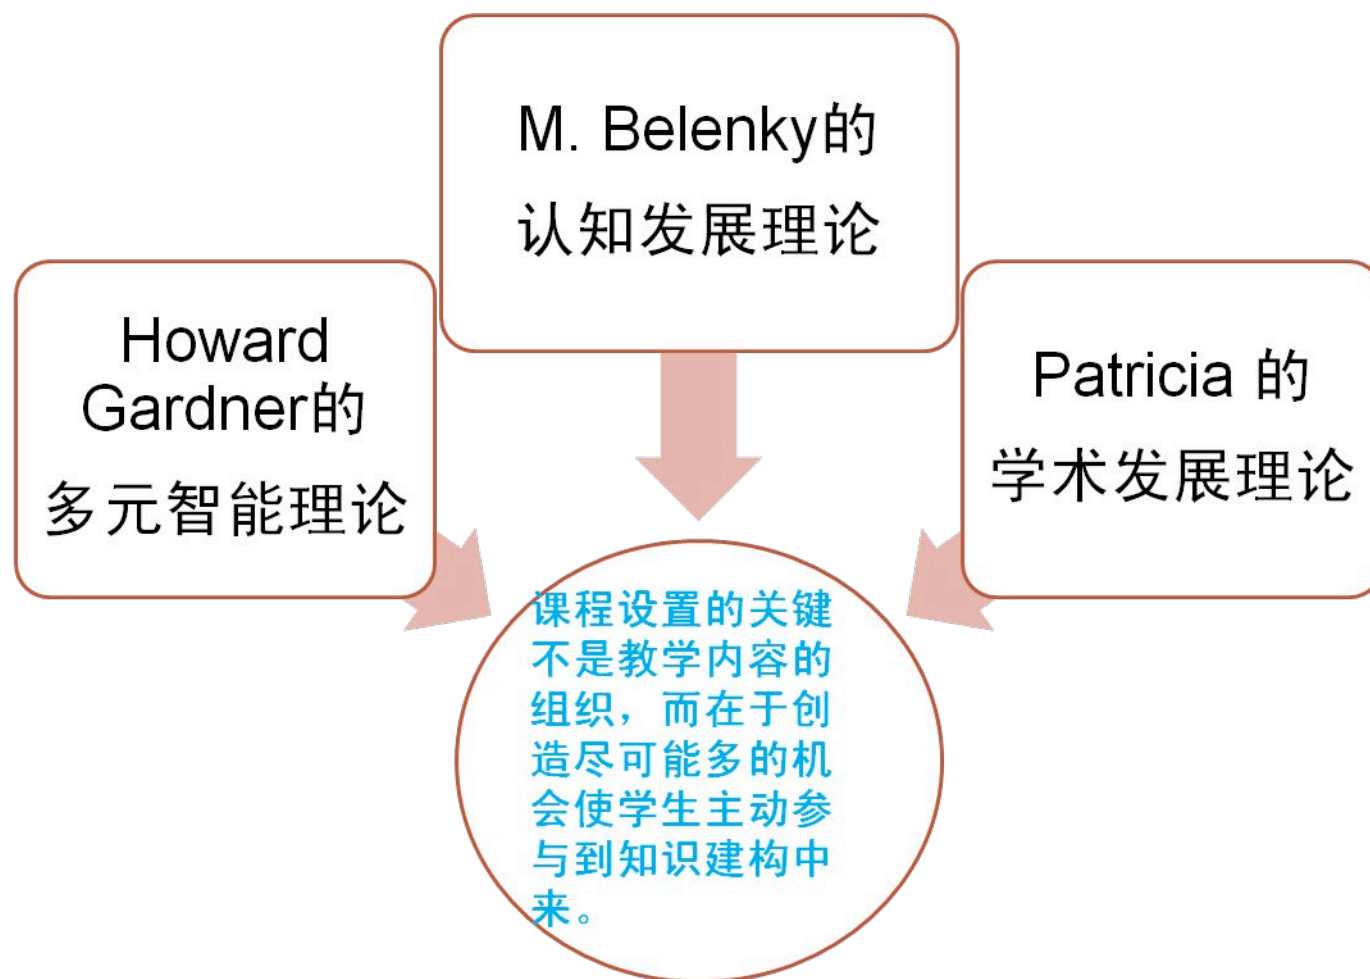 M. Belenky的
认知发展理论
Howard
Gardner的
多元智能理论
Patricia 的
学术发展理论
课程设置的关键
不是教学内容的
组织，而在于创
造尽可能多的机
会使学生主动参
与到知识建构中
来。